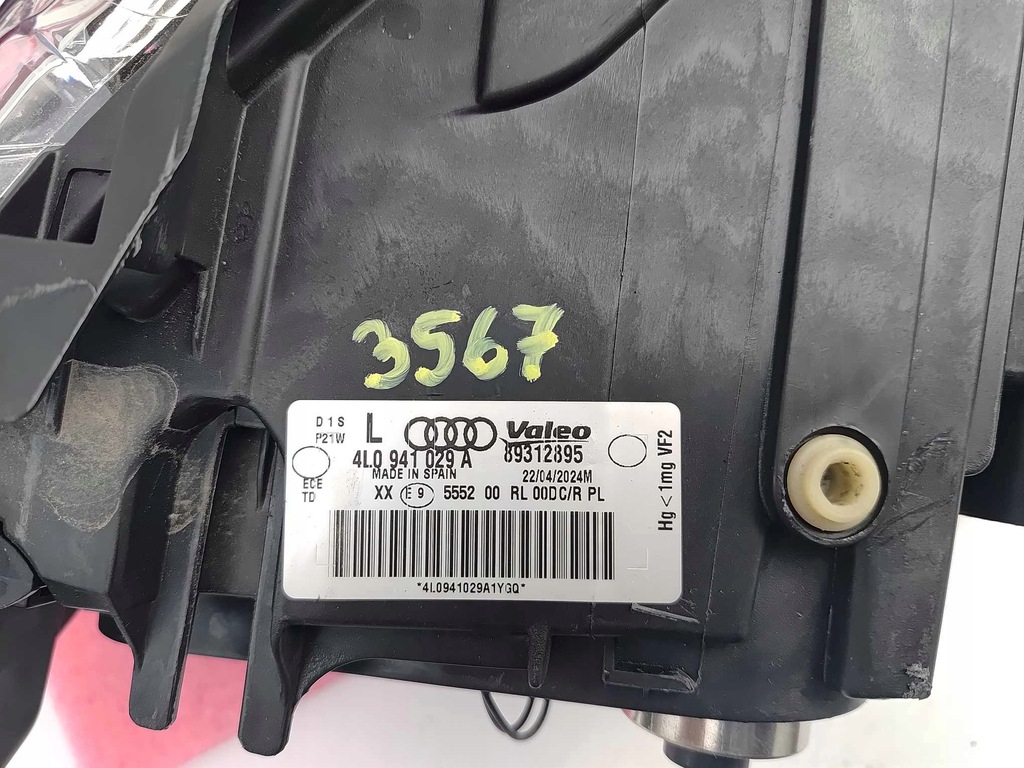 3567
D1S
P21W
L
Valeo
4L0 941 029 A
89312895
MADE IN SPAIN
22/04/2024M
ECE
TD
XX E9 5552 00 RL 00DC/R PL
Hg<1mg VF2
*4L0941029A1YGQ*